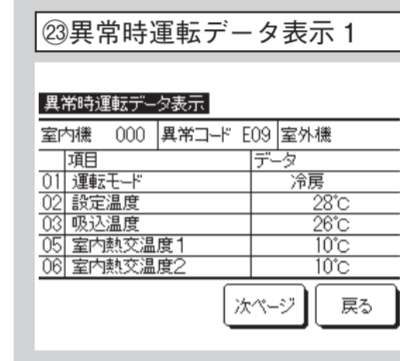 ㉓異常時運転データ表示 1
異常時運転データ表示
室内機 000 異常コード E09 室外機
項目 データ
01 運転モード 冷房
02 設定温度 28℃
03 吸込温度 26℃
05 室内熱交温度1 10℃
06 室内熱交温度2 10℃
次ページ 戻る